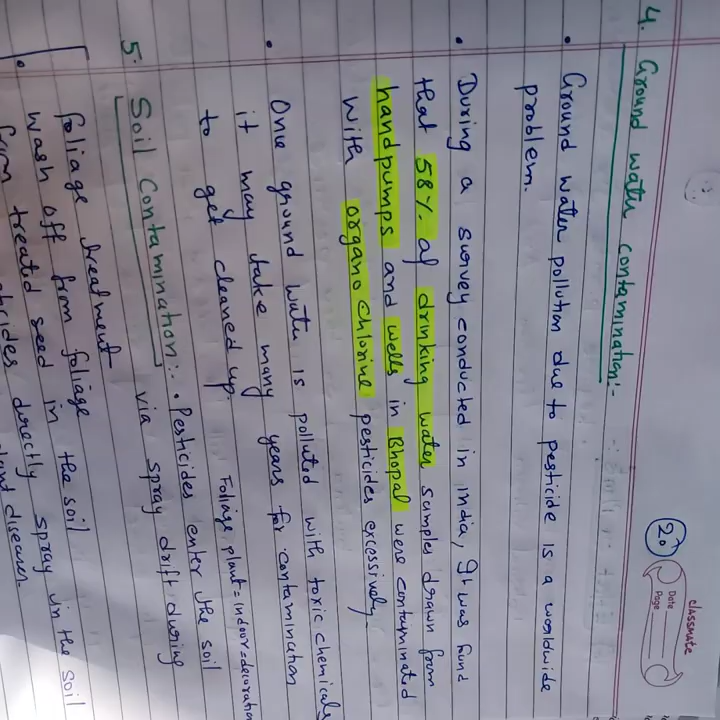 classmate
Date
Page
20
4. Ground water contamination:-
• Ground water pollution due to pesticide is a worldwide
problem.
• During a survey conducted in india, It was found
that 58% of drinking water samples drawn from
handpumps and wells in Bhopal were contaminated
with organo chlorine pesticides excessively.
• One ground water is polluted with toxic chemicals
it may take many years for contamination
to get cleaned up.
Foliage plant = indoor decoration
5. Soil Contamination:- • Pesticides enter the soil
via spray drift during
foliage treatment
• wash off from foliage the soil
from treated seed in spray in the soil
directly
diseases.